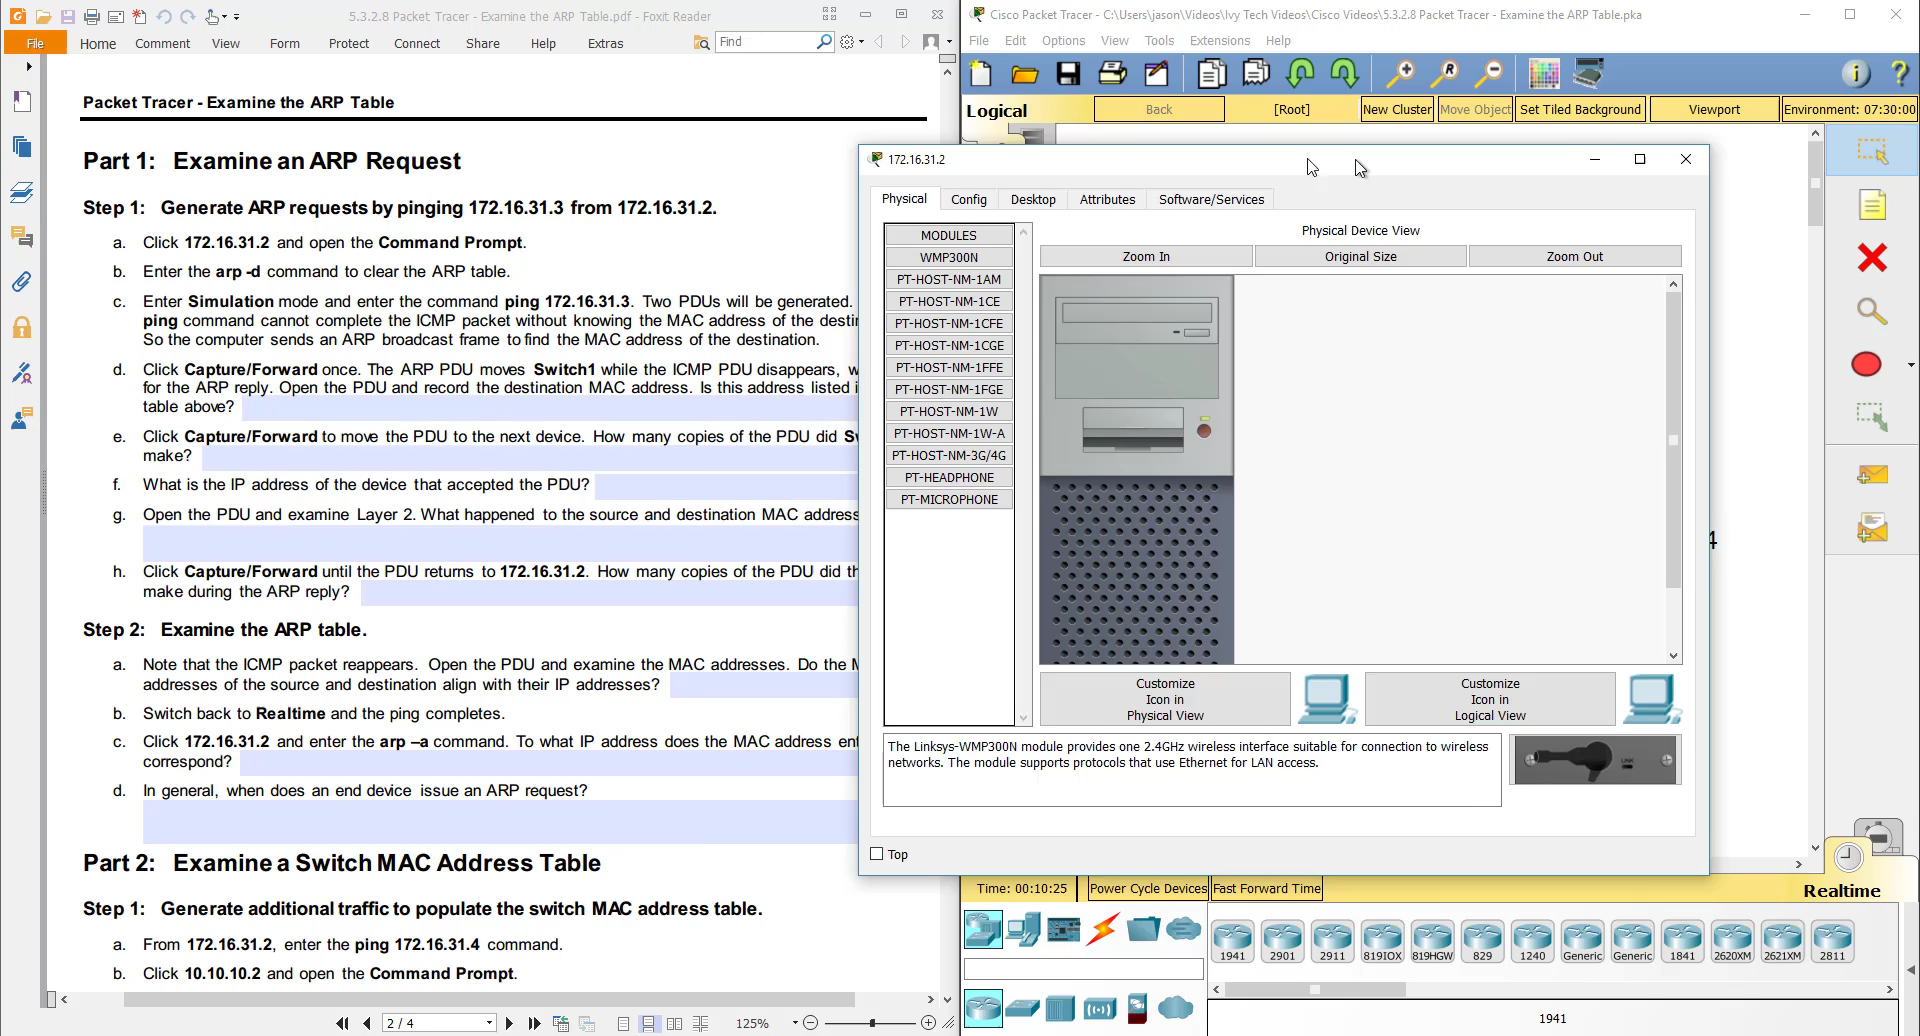 5.3.2.8 Packet Tracer - Examine the ARP Table.pdf - Foxit Reader
File Home Comment View Form Protect Connect Share Help Extras Find
Packet Tracer - Examine the ARP Table
Part 1: Examine an ARP Request
Step 1: Generate ARP requests by pinging 172.16.31.3 from 172.16.31.2.
a. Click 172.16.31.2 and open the Command Prompt.
b. Enter the arp -d command to clear the ARP table.
c. Enter Simulation mode and enter the command ping 172.16.31.3. Two PDUs will be generated.
ping command cannot complete the ICMP packet without knowing the MAC address of the destin
So the computer sends an ARP broadcast frame to find the MAC address of the destination.
d. Click Capture/Forward once. The ARP PDU moves Switch1 while the ICMP PDU disappears, w
for the ARP reply. Open the PDU and record the destination MAC address. Is this address listed i
table above?
e. Click Capture/Forward to move the PDU to the next device. How many copies of the PDU did Sw
make?
f. What is the IP address of the device that accepted the PDU?
g. Open the PDU and examine Layer 2. What happened to the source and destination MAC address
h. Click Capture/Forward until the PDU returns to 172.16.31.2. How many copies of the PDU did th
make during the ARP reply?
Step 2: Examine the ARP table.
a. Note that the ICMP packet reappears. Open the PDU and examine the MAC addresses. Do the M
addresses of the source and destination align with their IP addresses?
b. Switch back to Realtime and the ping completes.
c. Click 172.16.31.2 and enter the arp –a command. To what IP address does the MAC address ent
correspond?
d. In general, when does an end device issue an ARP request?
Part 2: Examine a Switch MAC Address Table
Step 1: Generate additional traffic to populate the switch MAC address table.
a. From 172.16.31.2, enter the ping 172.16.31.4 command.
b. Click 10.10.10.2 and open the Command Prompt.
2 / 4
125%
Cisco Packet Tracer - C:\Users\jason\Videos\Ivy Tech Videos\Cisco Videos\5.3.2.8 Packet Tracer - Examine the ARP Table.pka
File Edit Options View Tools Extensions Help
R
i
?
Logical Back [Root] New Cluster Move Object Set Tiled Background Viewport Environment: 07:30:00
172.16.31.2
Physical Config Desktop Attributes Software/Services
MODULES
WMP300N
PT-HOST-NM-1AM
PT-HOST-NM-1CE
PT-HOST-NM-1CFE
PT-HOST-NM-1CGE
PT-HOST-NM-1FFE
PT-HOST-NM-1FGE
PT-HOST-NM-1W
PT-HOST-NM-1W-A
PT-HOST-NM-3G/4G
PT-HEADPHONE
PT-MICROPHONE
Physical Device View
Zoom In Original Size Zoom Out
Customize
Icon in
Physical View
Customize
Icon in
Logical View
The Linksys-WMP300N module provides one 2.4GHz wireless interface suitable for connection to wireless
networks. The module supports protocols that use Ethernet for LAN access.
LINK
Top
4
Time: 00:10:25 Power Cycle Devices Fast Forward Time
Realtime
1941 2901 2911 819IOX 819HGW 829 1240 Generic Generic 1841 2620XM 2621XM 2811
1941